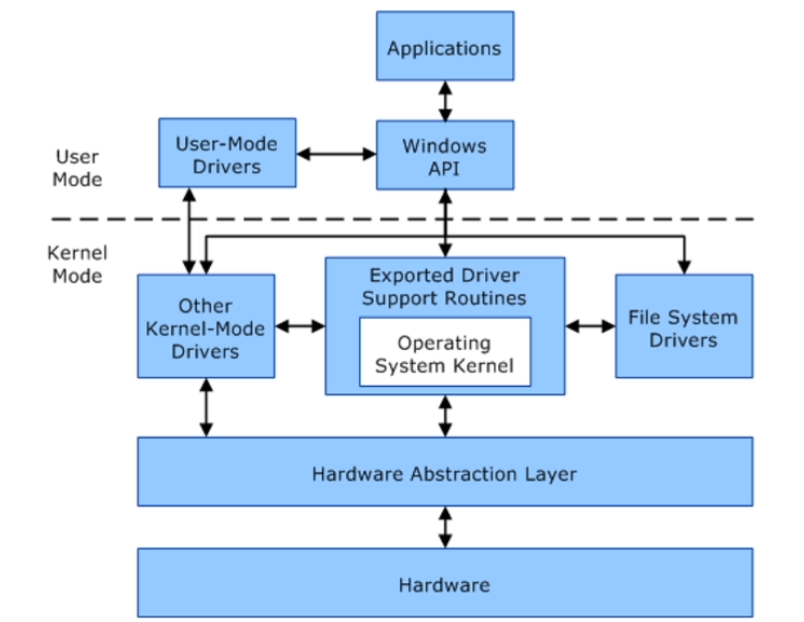 Applications
User-Mode
Drivers
Windows
API
User
Mode
Kernel
Mode
Other
Kernel-Mode
Drivers
Exported Driver
Support Routines
Operating
System Kernel
File System
Drivers
Hardware Abstraction Layer
Hardware